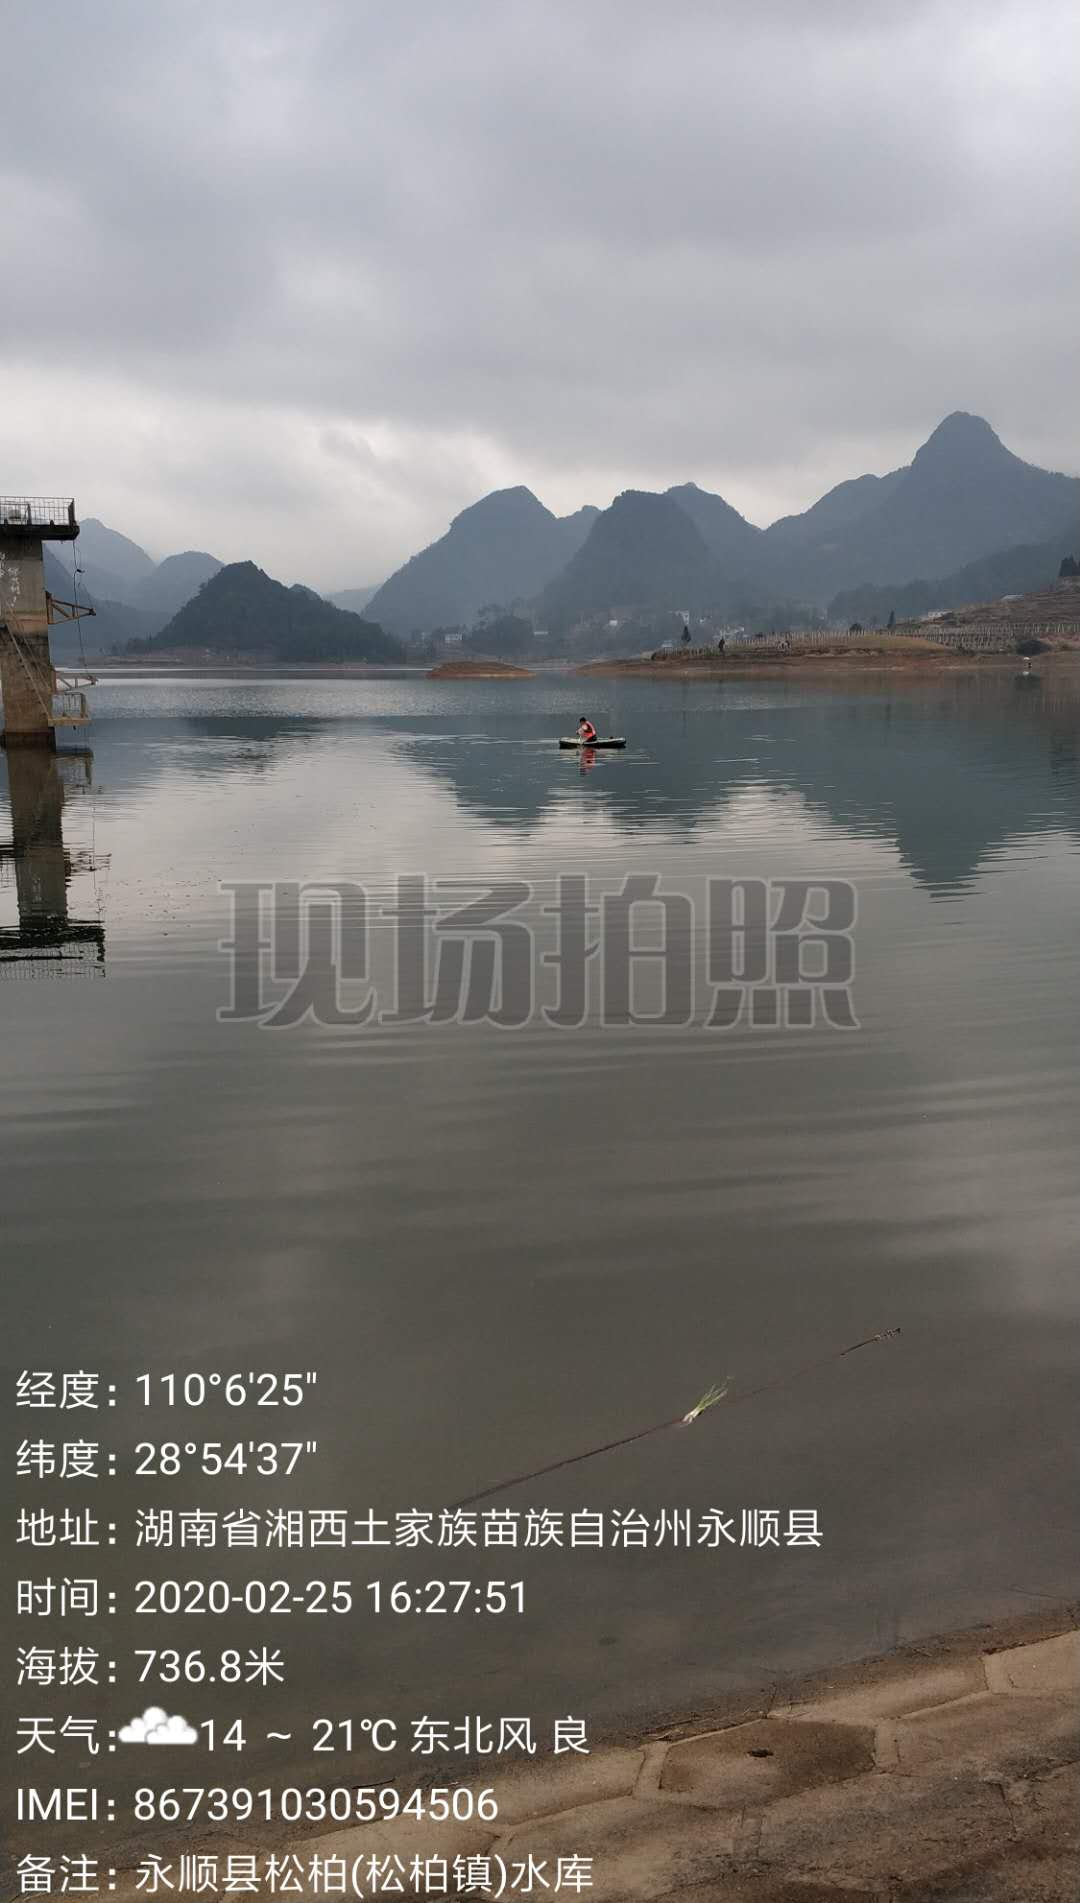 现场拍照
经度: 110°6'25"
纬度: 28°54'37"
地址: 湖南省湘西土家族苗族自治州永顺县
时间: 2020-02-25 16:27:51
海拔: 736.8米
天气: 14 ~ 21℃ 东北风 良
IMEI: 867391030594506
备注: 永顺县松柏(松柏镇)水库